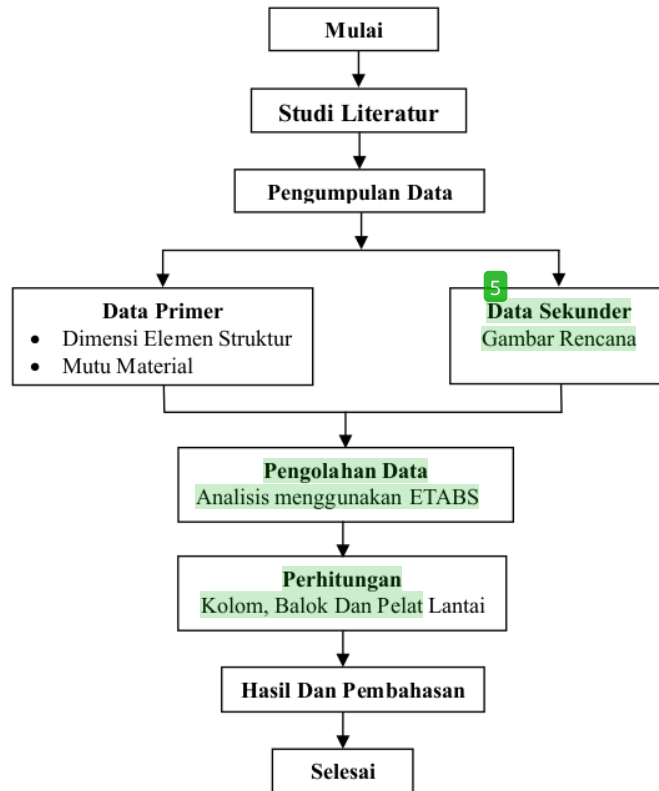 Mulai
Studi Literatur
Pengumpulan Data
Data Primer
• Dimensi Elemen Struktur
• Mutu Material
5
Data Sekunder
Gambar Rencana
Pengolahan Data
Analisis menggunakan ETABS
Perhitungan
Kolom, Balok Dan Pelat Lantai
Hasil Dan Pembahasan
Selesai